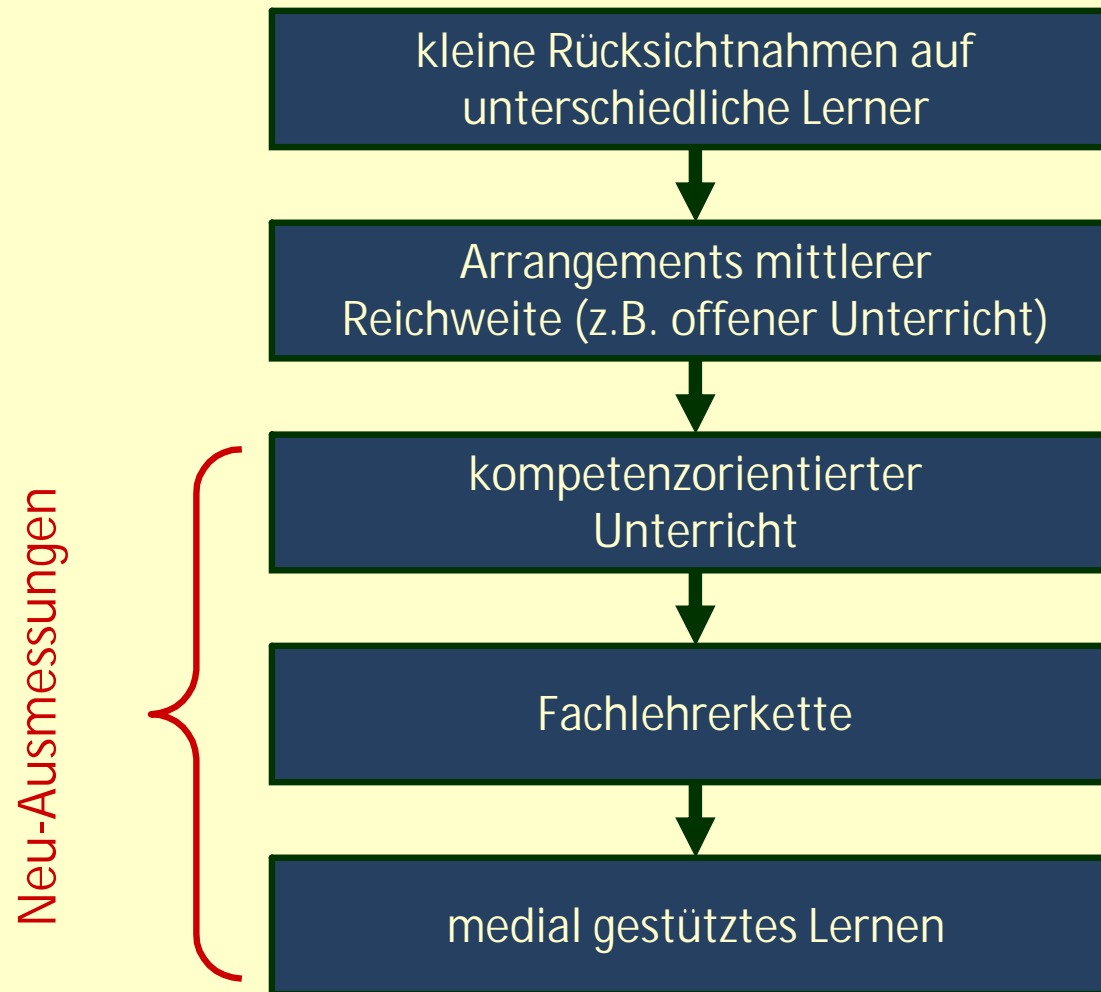 kleine Rücksichtnahmen auf
unterschiedliche Lerner
Arrangements mittlerer
Reichweite (z.B. offener Unterricht)
Neu-Ausmessungen
kompetenzorientierter
Unterricht
Fachlehrerkette
medial gestütztes Lernen